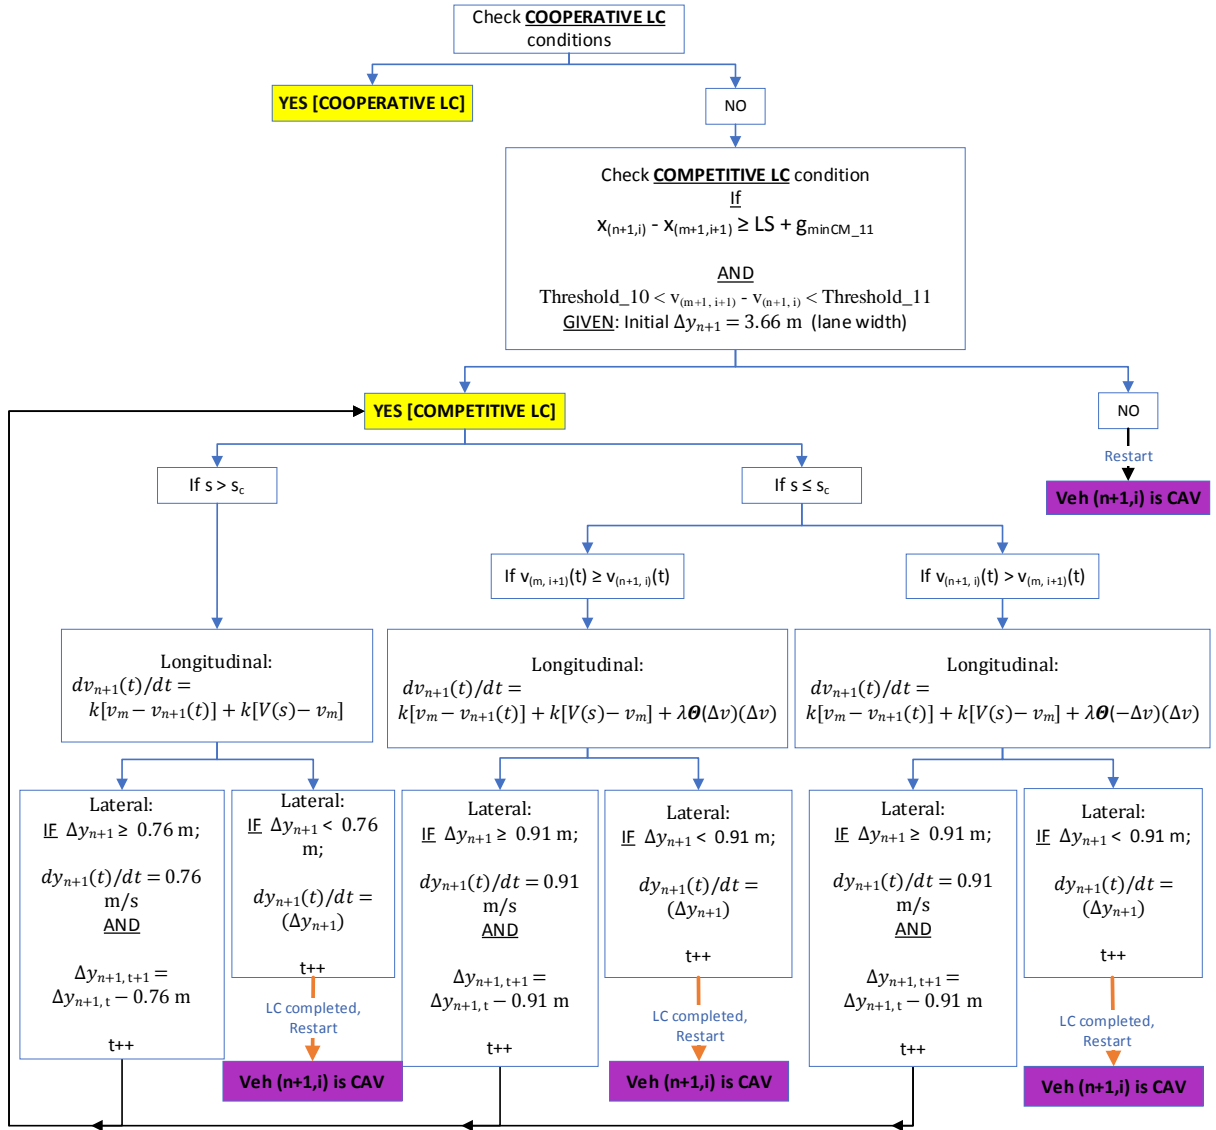 Check COOPERATIVE LC
conditions
YES [COOPERATIVE LC]
NO
Check COMPETITIVE LC condition
If
x(n+1,i) - x(m+1,i+1) ≥ LS + gminCM_11
AND
Threshold_10 < v(m+1, i+1) - v(n+1, i) < Threshold_11
GIVEN: Initial Δyn+1 = 3.66 m (lane width)
YES [COMPETITIVE LC]
NO
Restart
Veh (n+1,i) is CAV
If s > sc
If s ≤ sc
If v(m, i+1)(t) ≥ v(n+1, i)(t)
If v(n+1, i)(t) > v(m, i+1)(t)
Longitudinal:
dvn+1(t)/dt =
k[vm − vn+1(t)] + k[V(s) − vm]
Longitudinal:
dvn+1(t)/dt =
k[vm − vn+1(t)] + k[V(s) − vm] + λΘ(Δv)(Δv)
Longitudinal:
dvn+1(t)/dt =
k[vm − vn+1(t)] + k[V(s) − vm] + λΘ(−Δv)(Δv)
Lateral:
IF Δyn+1 ≥ 0.76 m;
dyn+1(t)/dt = 0.76
m/s
AND
Δyn+1, t+1 =
Δyn+1, t − 0.76 m
t++
Lateral:
IF Δyn+1 < 0.76
m;
dyn+1(t)/dt =
(Δyn+1)
t++
LC completed,
Restart
Veh (n+1,i) is CAV
Lateral:
IF Δyn+1 ≥ 0.91 m;
dyn+1(t)/dt = 0.91
m/s
AND
Δyn+1, t+1 =
Δyn+1, t − 0.91 m
t++
Lateral:
IF Δyn+1 < 0.91 m;
dyn+1(t)/dt =
(Δyn+1)
t++
LC completed,
Restart
Veh (n+1,i) is CAV
Lateral:
IF Δyn+1 ≥ 0.91 m;
dyn+1(t)/dt = 0.91
m/s
AND
Δyn+1, t+1 =
Δyn+1, t − 0.91 m
t++
Lateral:
IF Δyn+1 < 0.91 m;
dyn+1(t)/dt =
(Δyn+1)
t++
LC completed,
Restart
Veh (n+1,i) is CAV